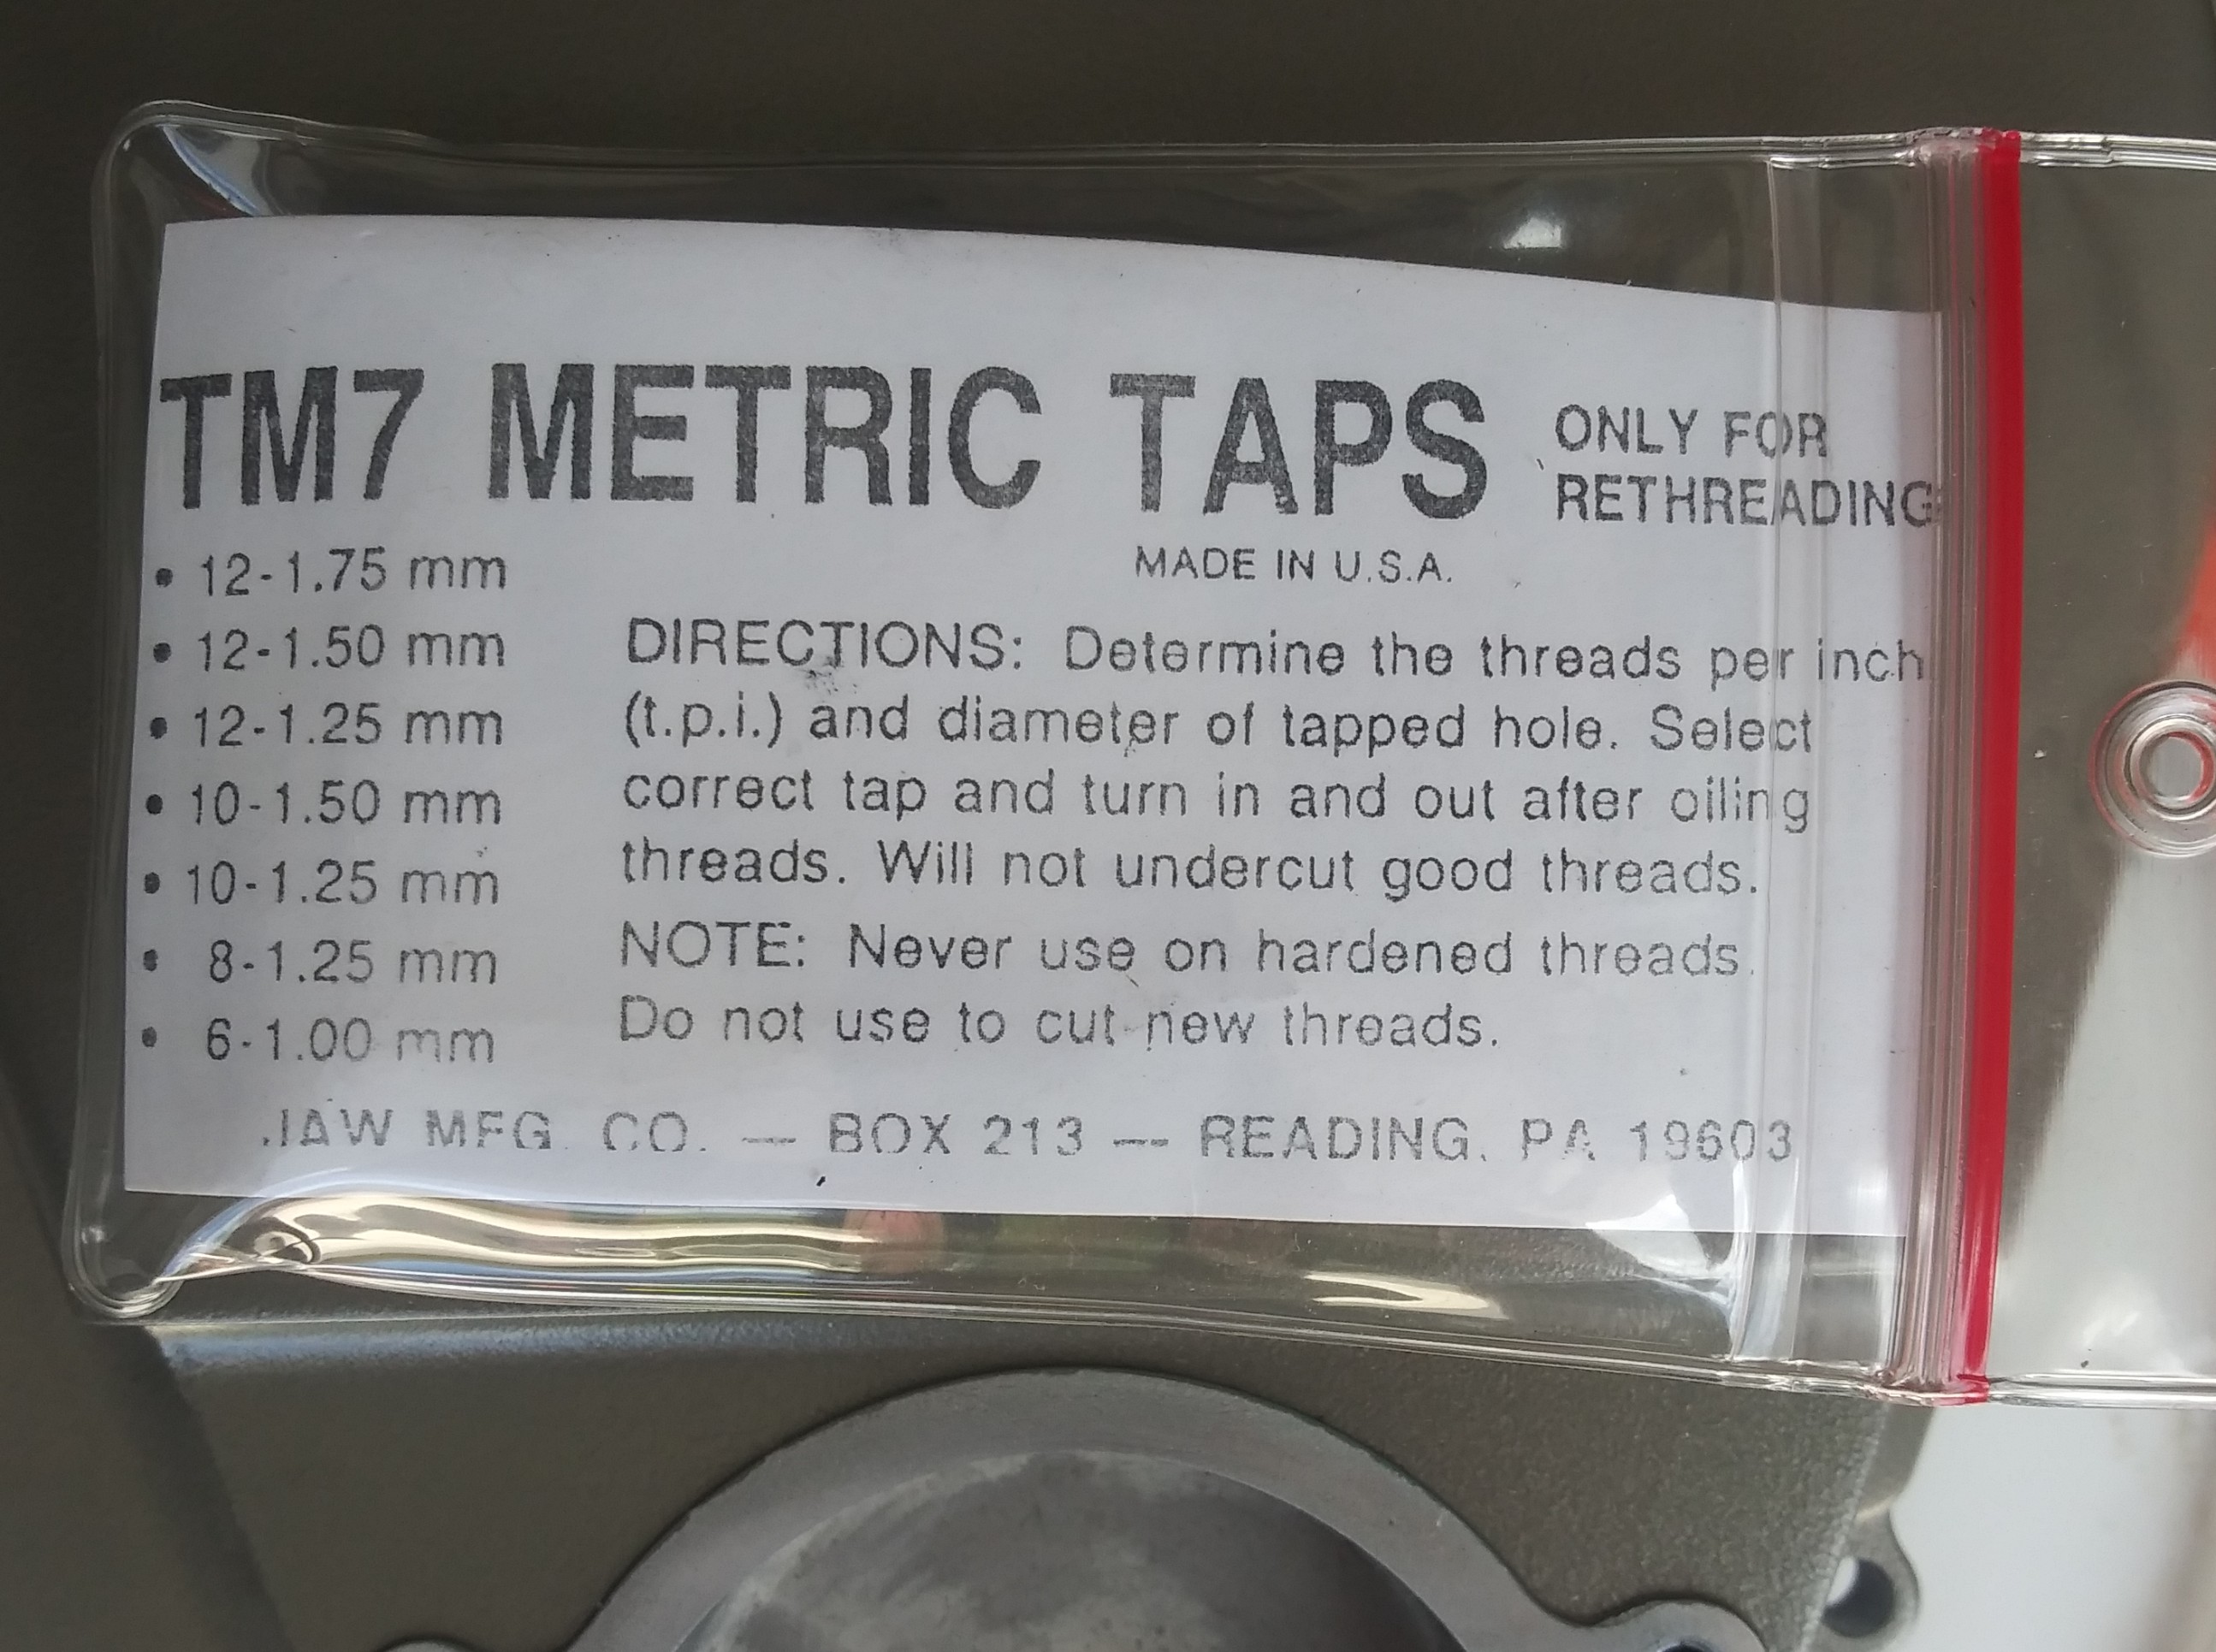 TM7 METRIC TAPS ONLY FOR
RETHREADING
MADE IN U.S.A.
• 12-1.75 mm
• 12-1.50 mm
• 12-1.25 mm
• 10-1.50 mm
• 10-1.25 mm
• 8-1.25 mm
• 6-1.00 mm
DIRECTIONS: Determine the threads per inch
(t.p.i.) and diameter of tapped hole. Select
correct tap and turn in and out after oiling
threads. Will not undercut good threads.
NOTE: Never use on hardened threads.
Do not use to cut new threads.
JAW MFG. CO. — BOX 213 — READING, PA 19603